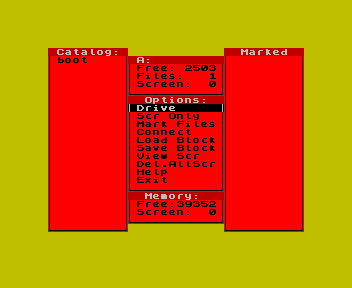 Catalog:
boot
A:
Free: 2503
Files: 1
Screen: 0
Options:
Drive
Scr Only
Mark Files
Connect
Load Block
Save Block
View Scr
Del.AllScr
Help
Exit
Memory:
Free:39352
Screen: 0
Marked